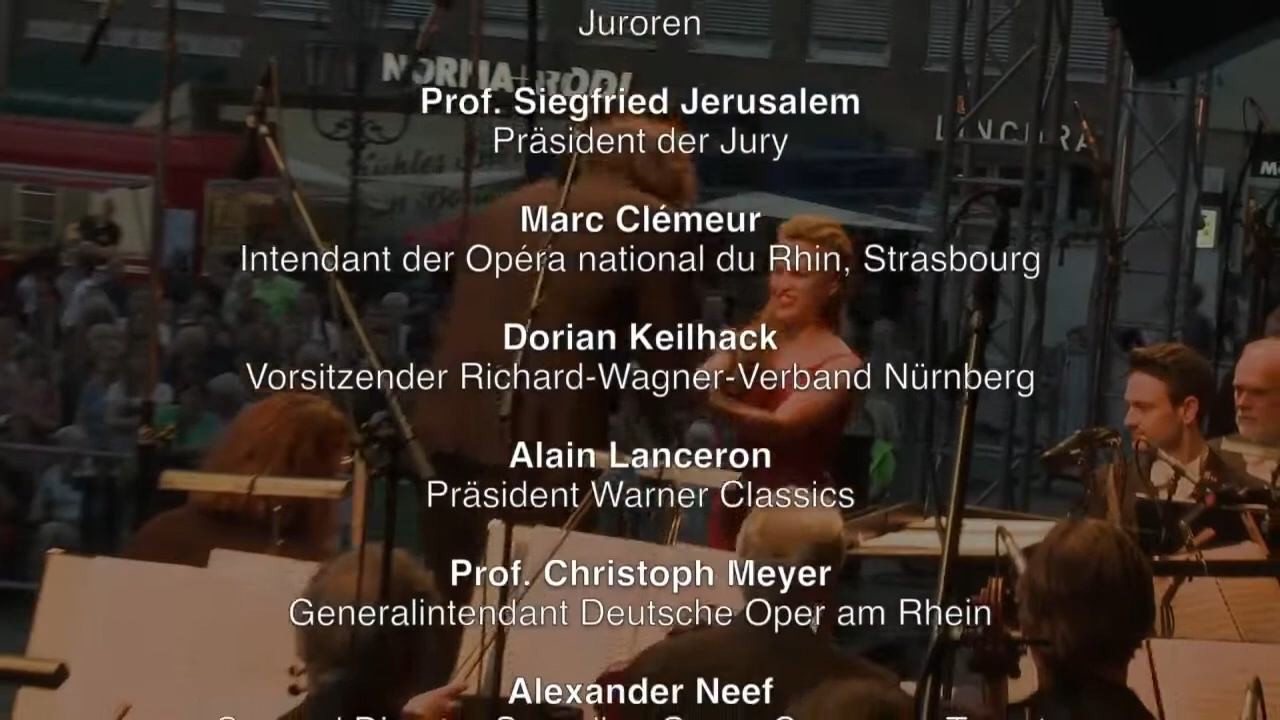 Juroren
NORMA RODI
Prof. Siegfried Jerusalem
Präsident der Jury
Marc Clémeur
Intendant der Opéra national du Rhin, Strasbourg
Dorian Keilhack
Vorsitzender Richard-Wagner-Verband Nürnberg
Alain Lanceron
Präsident Warner Classics
Prof. Christoph Meyer
Generalintendant Deutsche Oper am Rhein
Alexander Neef